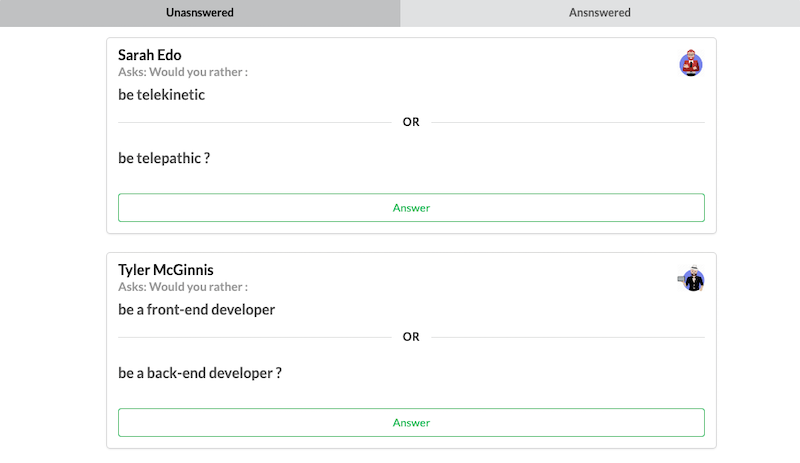 Unasnswered
Ansnswered
Sarah Edo
Asks: Would you rather :
be telekinetic
OR
be telepathic ?
Answer
Tyler McGinnis
Asks: Would you rather :
be a front-end developer
OR
be a back-end developer ?
Answer